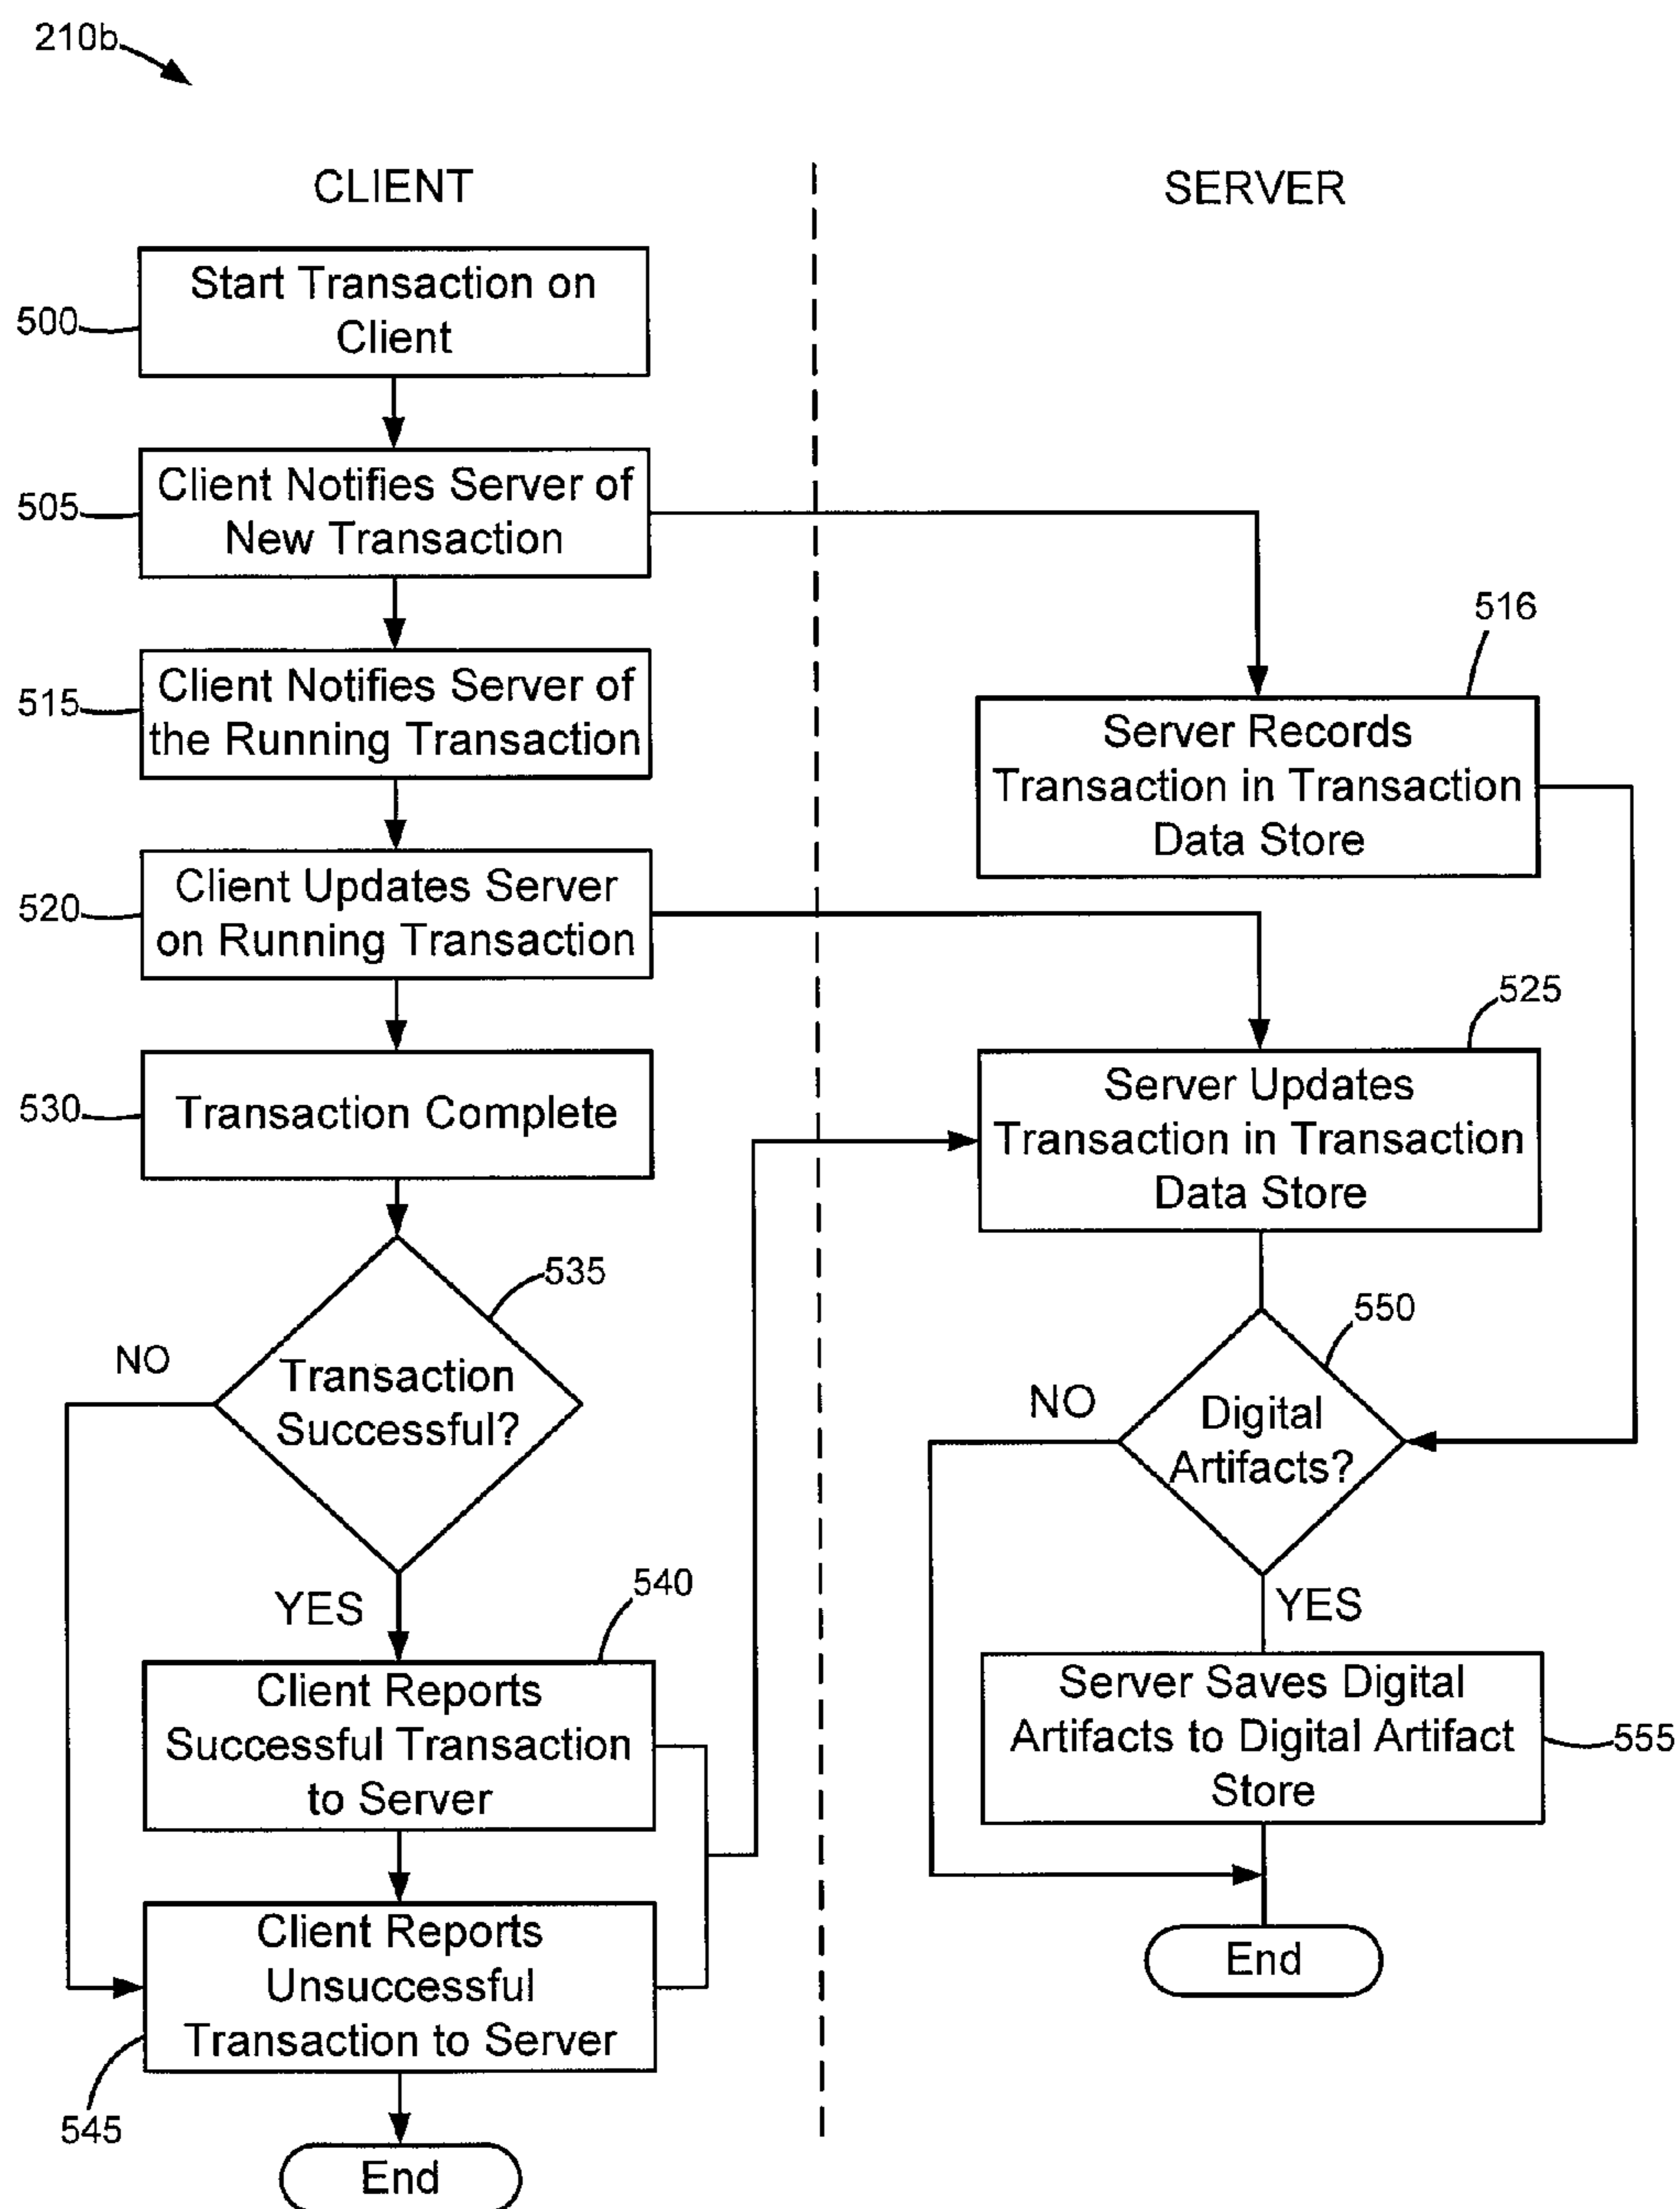 210b
CLIENT
SERVER
500
Start Transaction on
Client
505
Client Notifies Server of
New Transaction
515
Client Notifies Server of
the Running Transaction
516
Server Records
Transaction in Transaction
Data Store
520
Client Updates Server
on Running Transaction
525
Server Updates
Transaction in Transaction
Data Store
530
Transaction Complete
535
NO
Transaction
Successful?
YES
550
NO
Digital
Artifacts?
YES
540
Client Reports
Successful Transaction
to Server
Server Saves Digital
Artifacts to Digital Artifact
Store
555
Client Reports
Unsuccessful
Transaction to Server
545
End
End